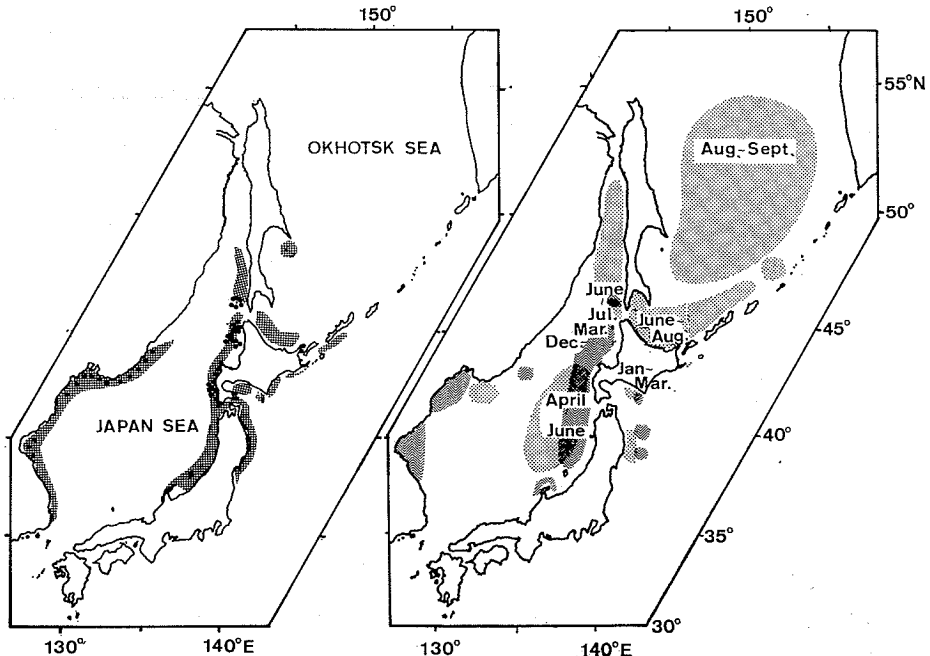 150°
150°
55°N
OKHOTSK SEA
Aug.-Sept.
50°
June
Jul.
June-
Aug.
45°
Mar.
Dec-
Jan-
Mar.
April
JAPAN SEA
June
40°
35°
30°
130°
140°E
130°
140°E